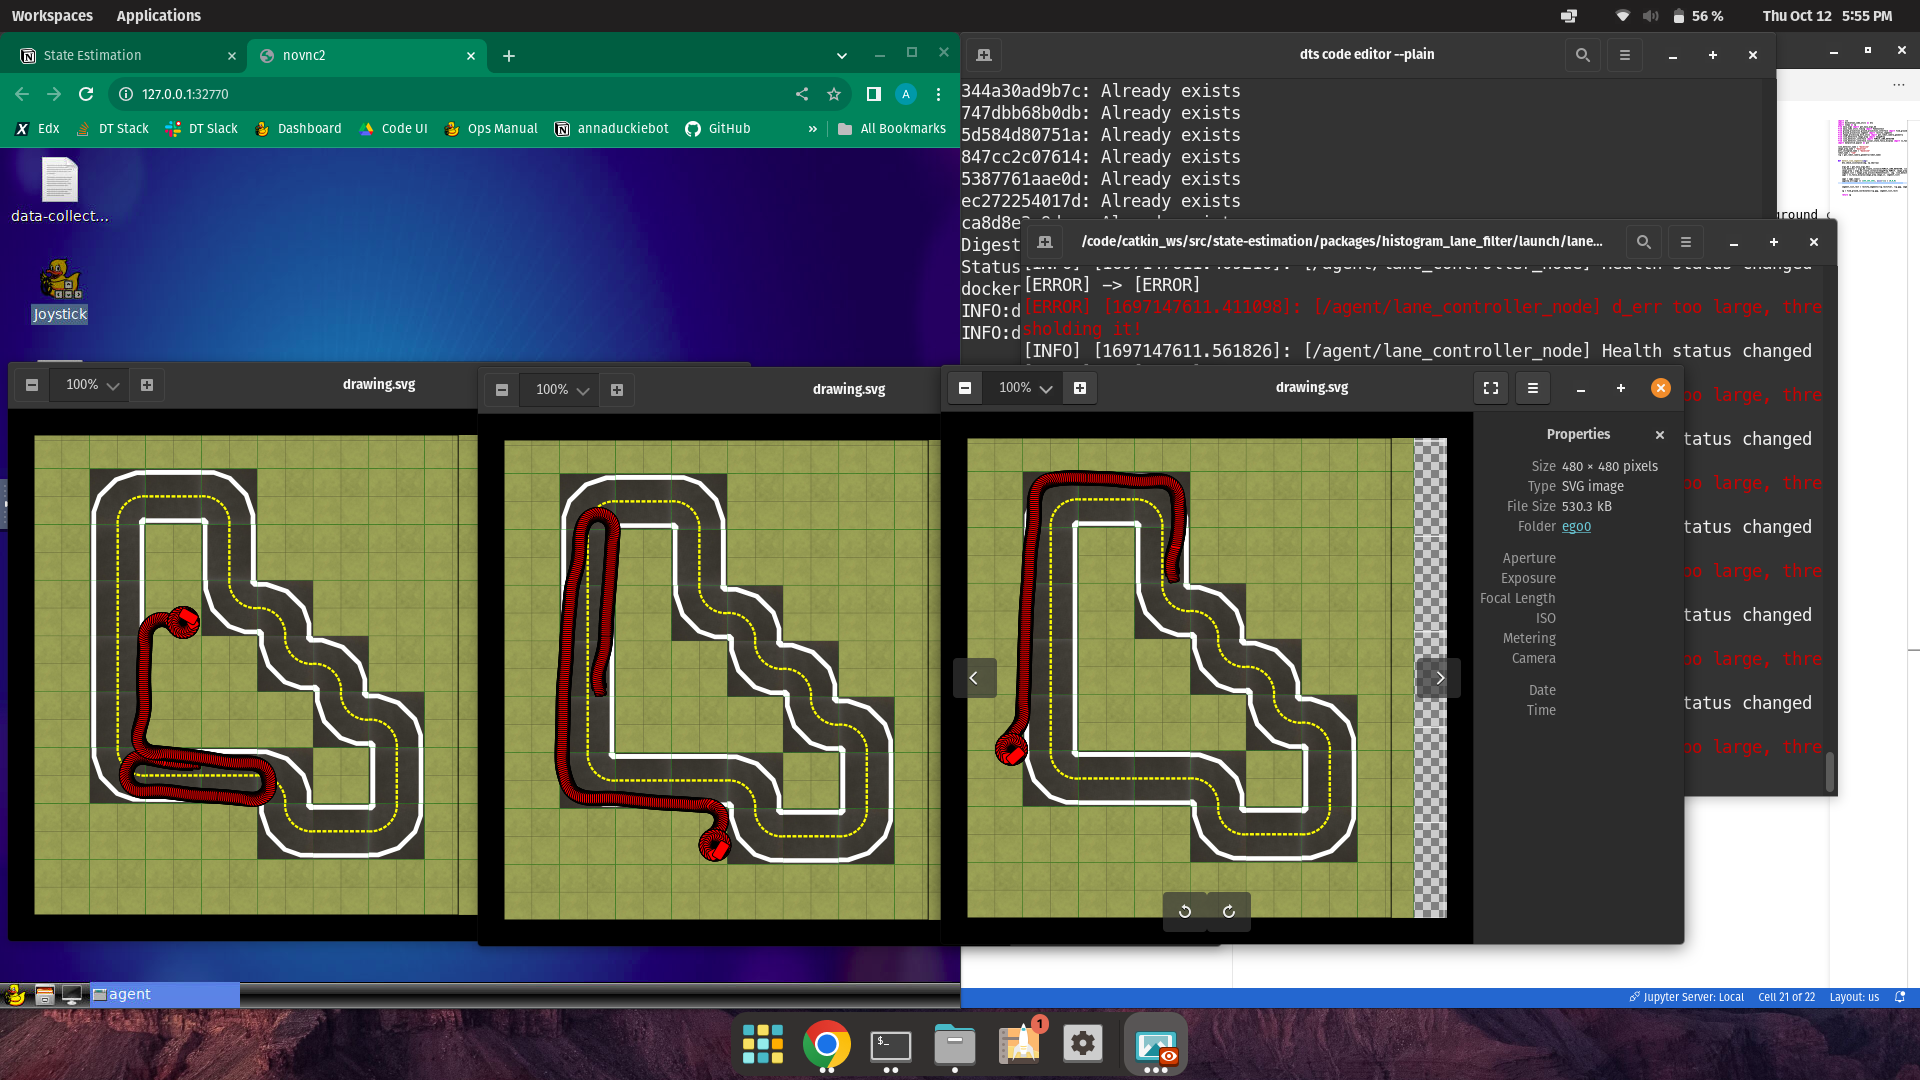 Workspaces Applications
56 % Thu Oct 12 5:55 PM
State Estimation
novnc2
127.0.0.1:32770
A
Edx DT Stack DT Slack Dashboard Code UI Ops Manual annaduckiebot GitHub » All Bookmarks
data-collect...
Joystick
dts code editor --plain
344a30ad9b7c: Already exists
747dbb68b0db: Already exists
5d584d80751a: Already exists
847cc2c07614: Already exists
5387761aae0d: Already exists
ec272254017d: Already exists
Digest
Status
docker
INFO:d
INFO:d
/code/catkin_ws/src/state-estimation/packages/histogram_lane_filter/launch/lane...
[ERROR] -> [ERROR]
[ERROR] [1697147611.411098]: [/agent/lane_controller_node] d_err too large, thre
sholding it!
[INFO] [1697147611.561826]: [/agent/lane_controller_node] Health status changed
oo large, thre
tatus changed
oo large, thre
tatus changed
oo large, thre
tatus changed
oo large, thre
tatus changed
oo large, thre
100% drawing.svg
100% drawing.svg
100% drawing.svg
Properties
Size 480 × 480 pixels
Type SVG image
File Size 530.3 kB
Folder ego0
Aperture
Exposure
Focal Length
ISO
Metering
Camera
Date
Time
agent
Jupyter Server: Local Cell 21 of 22 Layout: us
1